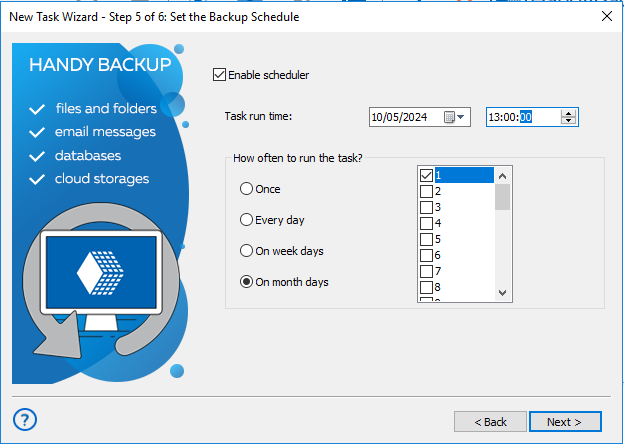 New Task Wizard - Step 5 of 6: Set the Backup Schedule
HANDY BACKUP
files and folders
email messages
databases
cloud storages
Enable scheduler
Task run time:
10/05/2024
13:00:00
How often to run the task?
Once
Every day
On week days
On month days
1
2
3
4
5
6
7
8
?
< Back
Next >